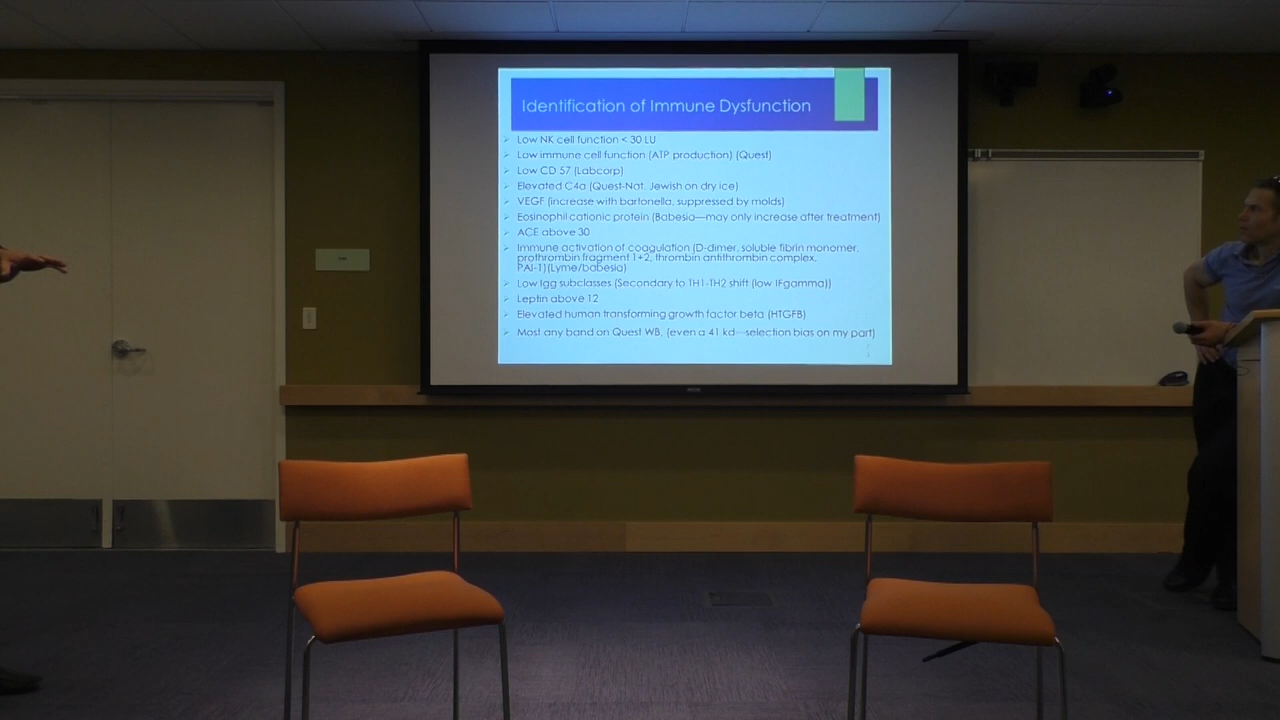 Identification of Immune Dysfunction
Low NK cell function < 30 LU
Low immune cell function (ATP production) (Quest)
Low CD 57 (Labcorp)
Elevated C4a (Quest-Nat. Jewish on dry ice)
VEGF (increase with bartonella, suppressed by molds)
Eosinophil cationic protein (Babesia—may only increase after treatment)
ACE above 30
Immune activation of coagulation (D-dimer, soluble fibrin monomer,
prothrombin fragment 1+2, thrombin antithrombin complex,
PAI-1)(Lyme/babesia)
Low Igg subclasses (Secondary to TH1-TH2 shift (low IFgamma))
Leptin above 12
Elevated human transforming growth factor beta (HTGFB)
Most any band on Quest WB, (even a 41 kd—selection bias on my part)